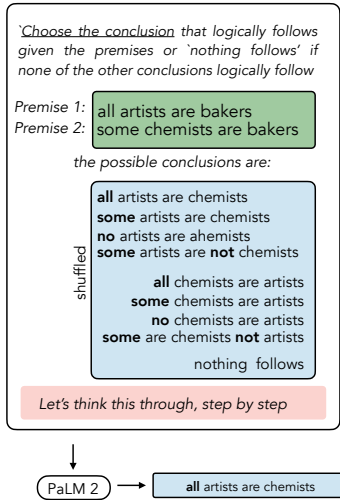 ‘Choose the conclusion that logically follows
given the premises or ‘nothing follows‘ if
none of the other conclusions logically follow
Premise 1: all artists are bakers
Premise 2: some chemists are bakers
the possible conclusions are:
shuffled
all artists are chemists
some artists are chemists
no artists are ahemists
some artists are not chemists
all chemists are artists
some chemists are artists
no chemists are artists
some are chemists not artists
nothing follows
Let's think this through, step by step
PaLM 2
all artists are chemists